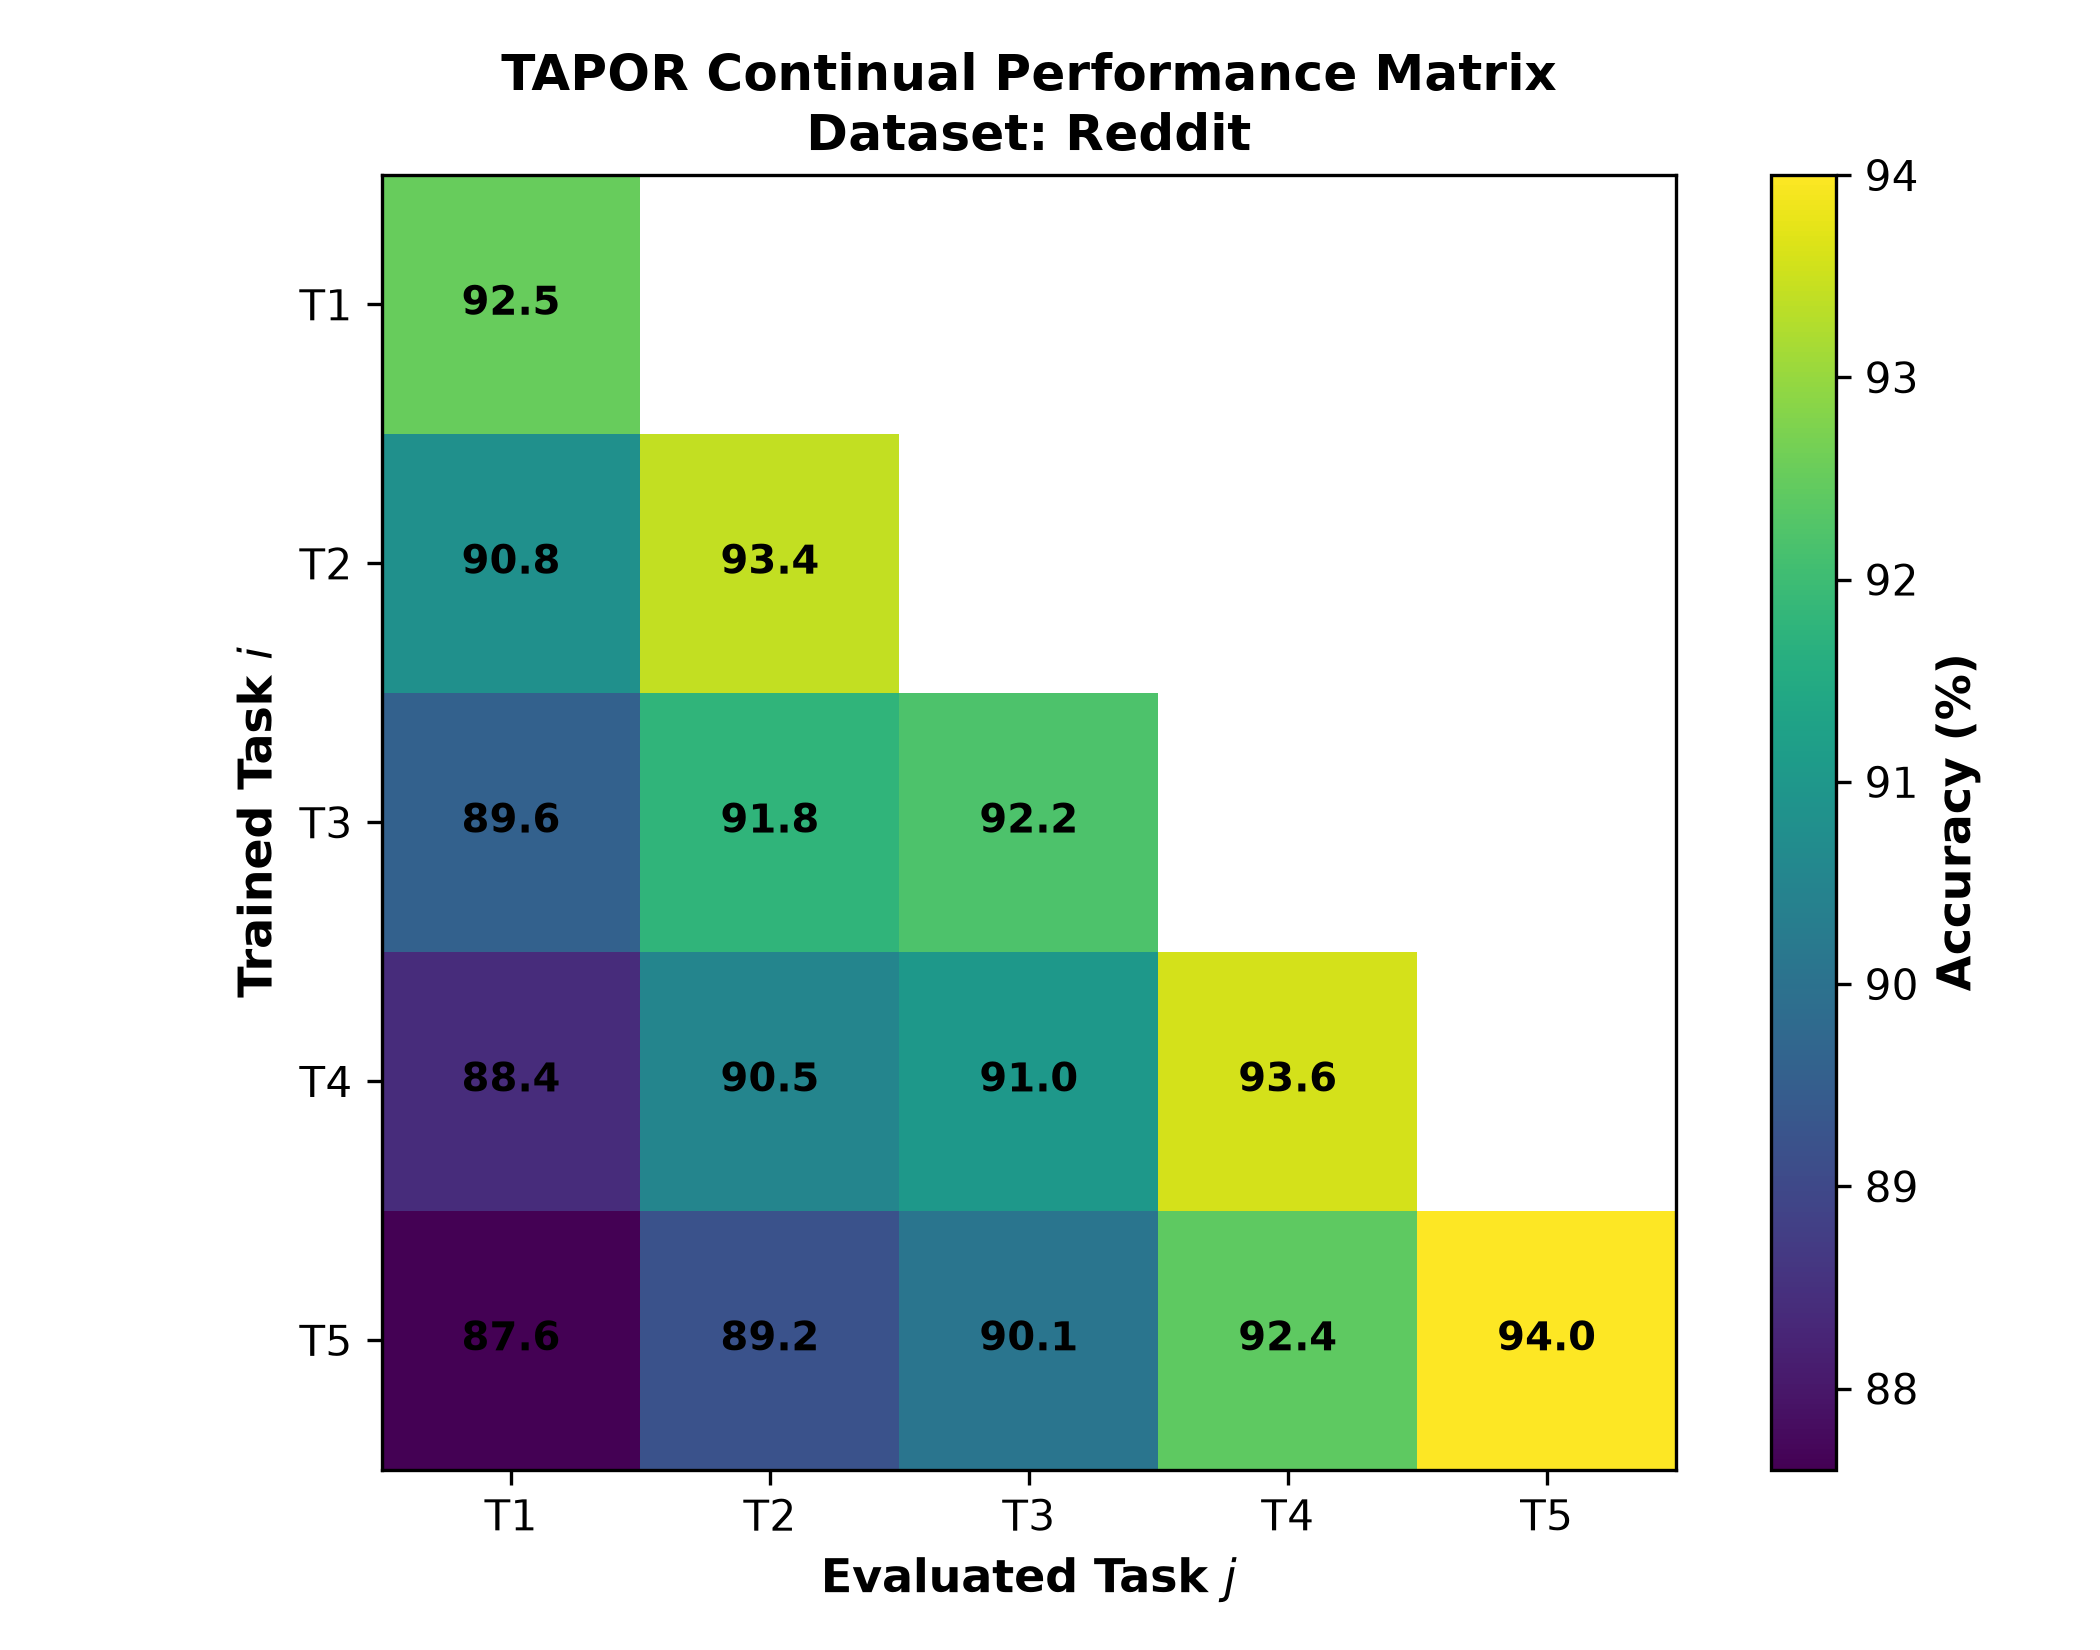 TAPOR Continual Performance Matrix
Dataset: Reddit
94
93
92
91
90
89
88
Accuracy (%)
Trained Task i
T1
92.5
T2
90.8 93.4
T3
89.6 91.8 92.2
T4
88.4 90.5 91.0 93.6
T5
87.6 89.2 90.1 92.4 94.0
T1 T2 T3 T4 T5
Evaluated Task j